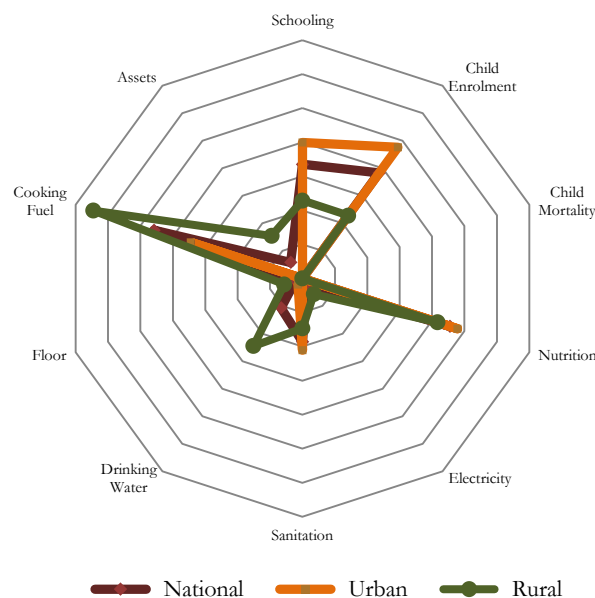 Schooling
Child
Enrolment
Assets
Cooking
Fuel
Child
Mortality
Floor
Nutrition
Drinking
Water
Electricity
Sanitation
National Urban Rural